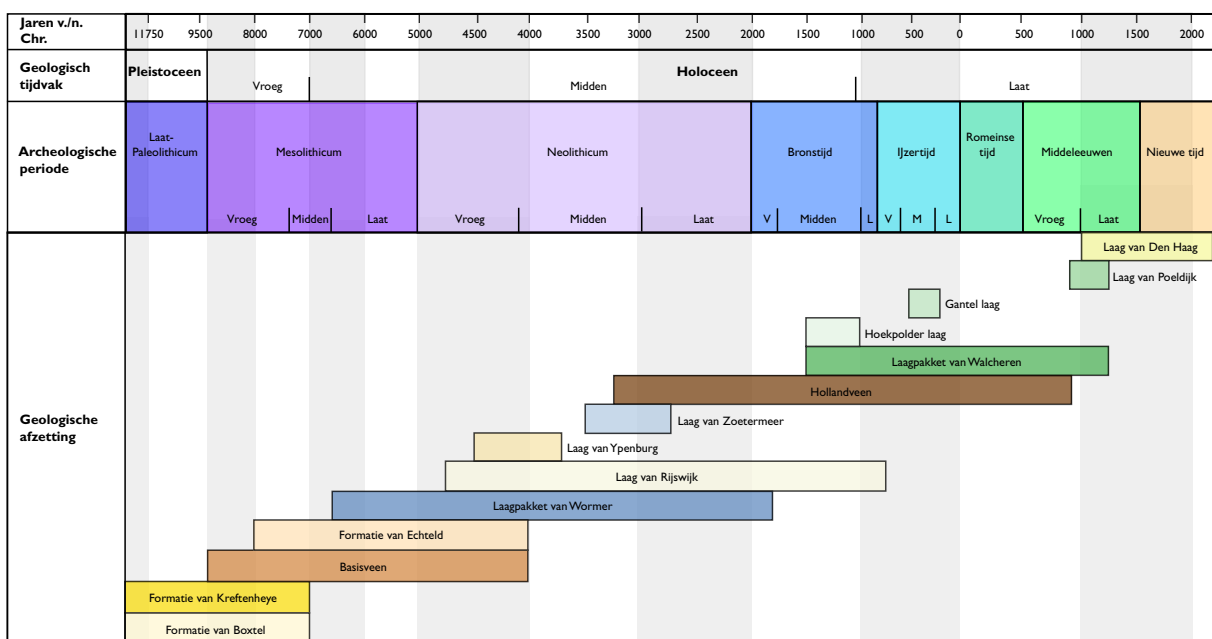 Jaren v./n.
Chr.
11750 9500 8000 7000 6000 5000 4000 3500 3000 2000 1500 1000 500 0 500 1000 1500 2000
Geologisch
tijdvak
Pleistoceen Holoceen
Vroeg Midden Laat
Archeologische
periode
Laat-
Paleolithicum
Mesolithicum
Neolithicum
Bronstijd
IJzertijd
Romeinse
tijd
Middeleeuwen
Nieuwe tijd
Vroeg Midden Laat Vroeg Midden Laat V Midden L V M L Vroeg Laat
Geologische
afzetting
Laag van Den Haag
Laag van Poeldijk
Gantel laag
Hoekpolder laag
Laagpakket van Walcheren
Hollandveen
Laag van Zoetermeer
Laag van Ypenburg
Laag van Rijswijk
Laagpakket van Wormer
Formatie van Echteld
Basisveen
Formatie van Kreftenheye
Formatie van Boxtel